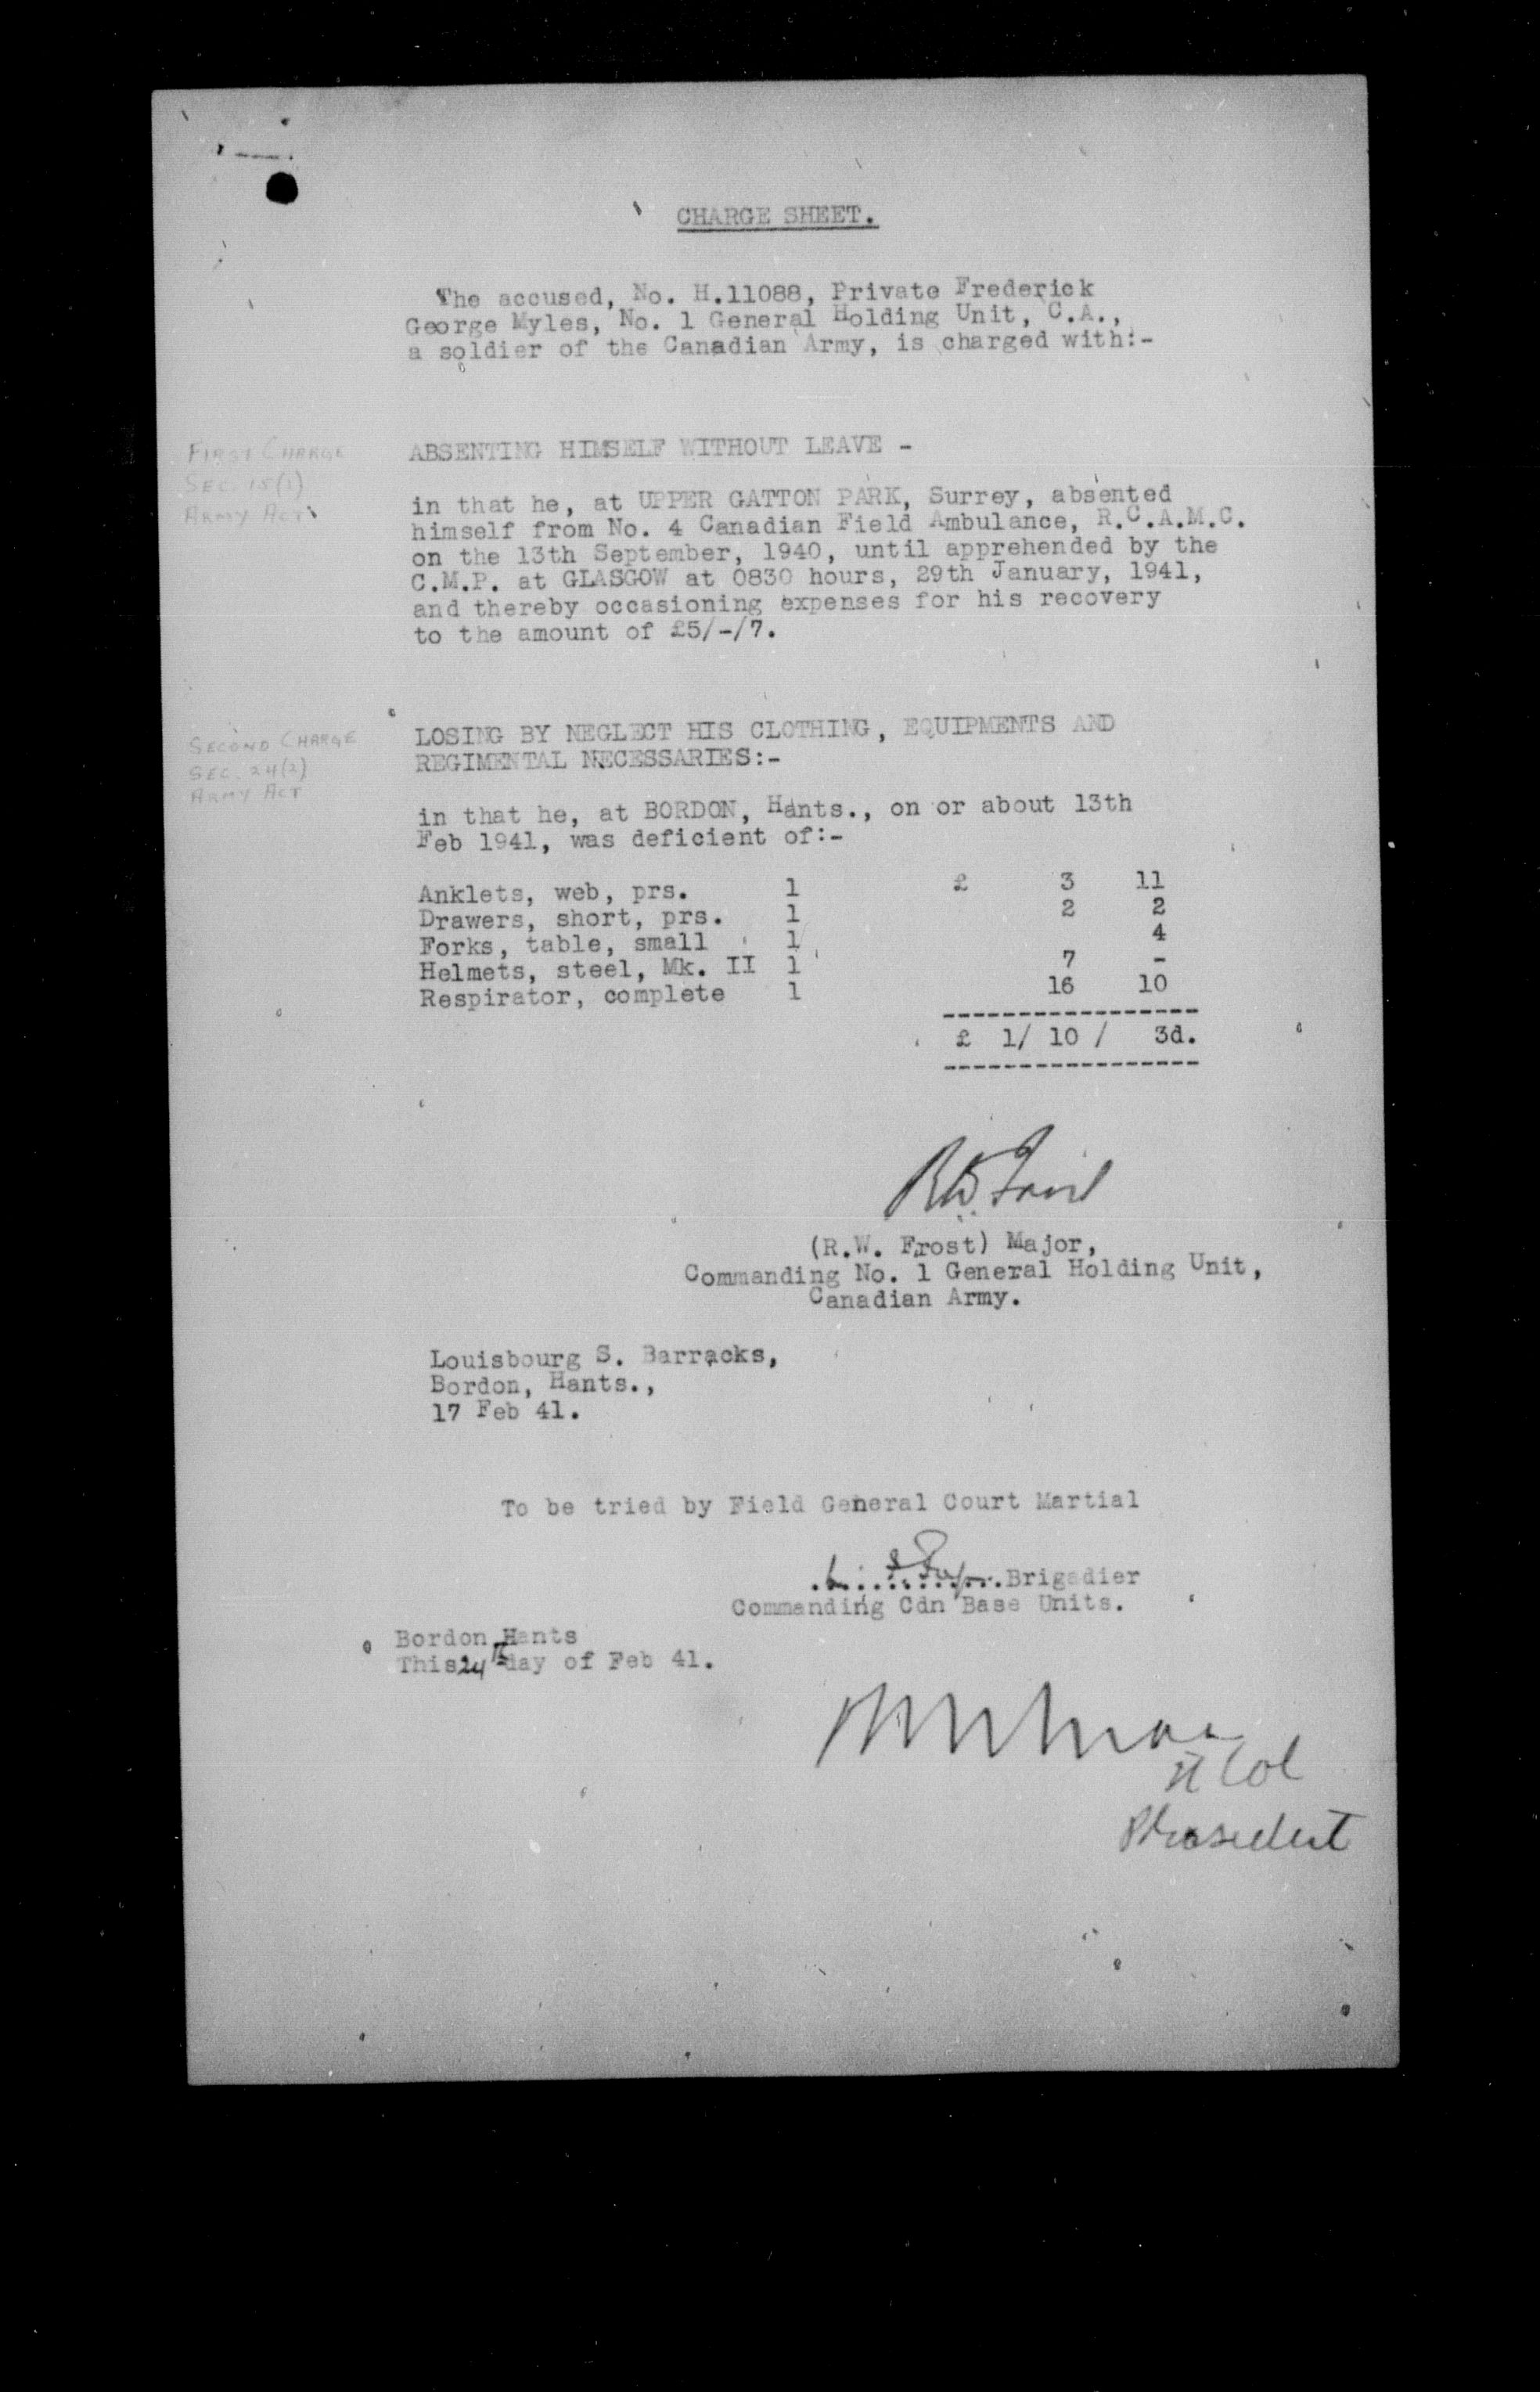 CHARGE SHEET.
The accused, No. H.11088, Private Frederick
George Myles, No. 1 General Holding Unit, C.A.,
a soldier of the Canadian Army, is charged with:-
FIRST CHARGE
SEC. 15(1)
ARMY ACT
ABSENTING HIMSELF WITHOUT LEAVE -
in that he, at UPPER GATTON PARK, Surrey, absented
himself from No. 4 Canadian Field Ambulance, R.C.A.M.C.
on the 13th September, 1940, until apprehended by the
C.M.P. at GLASGOW at 0830 hours, 29th January, 1941,
and thereby occasioning expenses for his recovery
to the amount of £5/-/7.
SECOND CHARGE
SEC. 24(2)
ARMY ACT
LOSING BY NEGLECT HIS CLOTHING, EQUIPMENTS AND
REGIMENTAL NECESSARIES:-
in that he, at BORDON, Hants., on or about 13th
Feb 1941, was deficient of:-
Anklets, web, prs. 1 £ 3 11
Drawers, short, prs. 1 2 2
Forks, table, small 1 4
Helmets, steel, Mk. II 1 7 -
Respirator, complete 1 16 10
£ 1/ 10 / 3d.
(R.W. Frost) Major,
Commanding No. 1 General Holding Unit,
Canadian Army.
Louisbourg S. Barracks,
Bordon, Hants.,
17 Feb 41.
To be tried by Field General Court Martial
Brigadier
Commanding Cdn Base Units.
Bordon Hants
This 24th day of Feb 41.
Lt Col
President